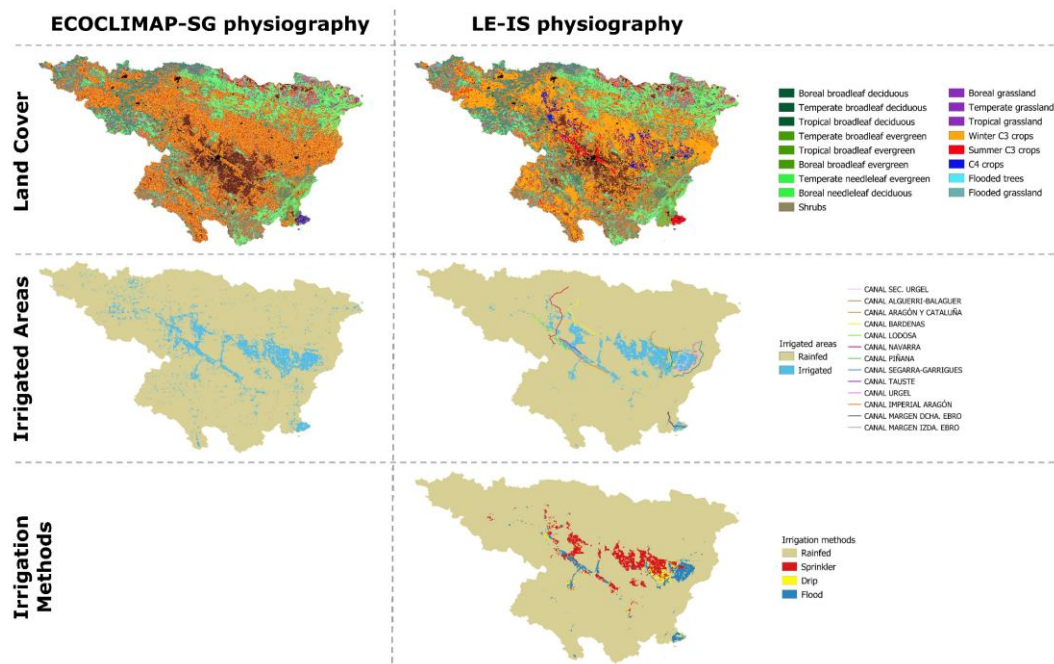 ECOCLIMAP-SG physiography
LE-IS physiography
Land Cover
Boreal broadleaf deciduous
Temperate broadleaf deciduous
Tropical broadleaf deciduous
Temperate broadleaf evergreen
Tropical broadleaf evergreen
Boreal broadleaf evergreen
Temperate needleleaf evergreen
Boreal needleleaf deciduous
Shrubs
Boreal grassland
Temperate grassland
Tropical grassland
Winter C3 crops
Summer C3 crops
C4 crops
Flooded trees
Flooded grassland
Irrigated Areas
Irrigated areas
Rainfed
Irrigated
CANAL SEC. URGEL
CANAL ALGUERRI-BALAGUER
CANAL ARAGÓN Y CATALUÑA
CANAL BARDENAS
CANAL LODOSA
CANAL NAVARRA
CANAL PIÑANA
CANAL SEGARRA-GARRIGUES
CANAL TAUSTE
CANAL URGEL
CANAL IMPERIAL ARAGÓN
CANAL MARGEN DCHA. EBRO
CANAL MARGEN IZDA. EBRO
Irrigation
Methods
Irrigation methods
Rainfed
Sprinkler
Drip
Flood